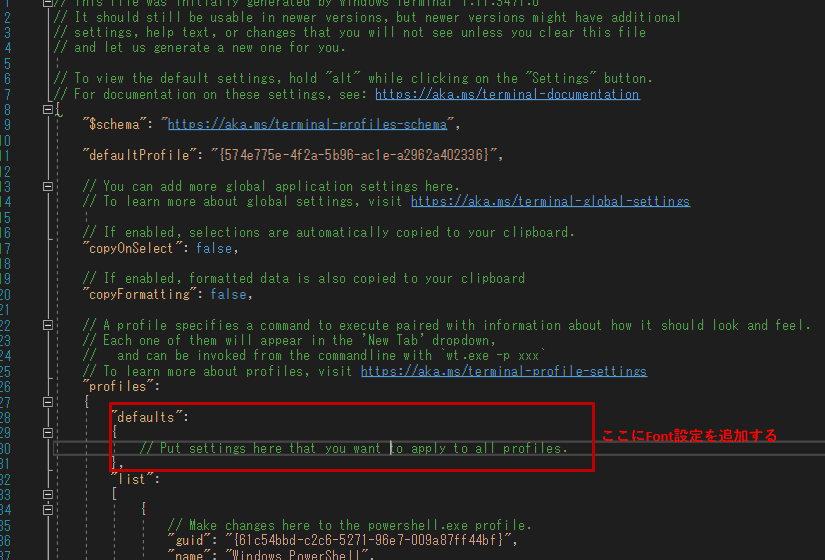 1 // This file was initially generated by Windows Terminal 1.11.3471.0
2 // It should still be usable in newer versions, but newer versions might have additional
3 // settings, help text, or changes that you will not see unless you clear this file
4 // and let us generate a new one for you.
5
6 // To view the default settings, hold "alt" while clicking on the "Settings" button.
7 // For documentation on these settings, see: https://aka.ms/terminal-documentation
8 {
9 "$schema": "https://aka.ms/terminal-profiles-schema",
10
11 "defaultProfile": "{574e775e-4f2a-5b96-ac1e-a2962a402336}",
12
13 // You can add more global application settings here.
14 // To learn more about global settings, visit https://aka.ms/terminal-global-settings
15
16 // If enabled, selections are automatically copied to your clipboard.
17 "copyOnSelect": false,
18
19 // If enabled, formatted data is also copied to your clipboard
20 "copyFormatting": false,
21
22 // A profile specifies a command to execute paired with information about how it should look and feel.
23 // Each one of them will appear in the 'New Tab' dropdown,
24 //   and can be invoked from the commandline with `wt.exe -p xxx`
25 // To learn more about profiles, visit https://aka.ms/terminal-profile-settings
26 "profiles":
27 {
28 "defaults":
29 { ここにFont設定を追加する
30 // Put settings here that you want to apply to all profiles.
31 },
32 "list":
33 [
34 {
35 // Make changes here to the powershell.exe profile.
36 "guid": "{61c54bbd-c2c6-5271-96e7-009a87ff44bf}",
37 "name": "Windows PowerShell",